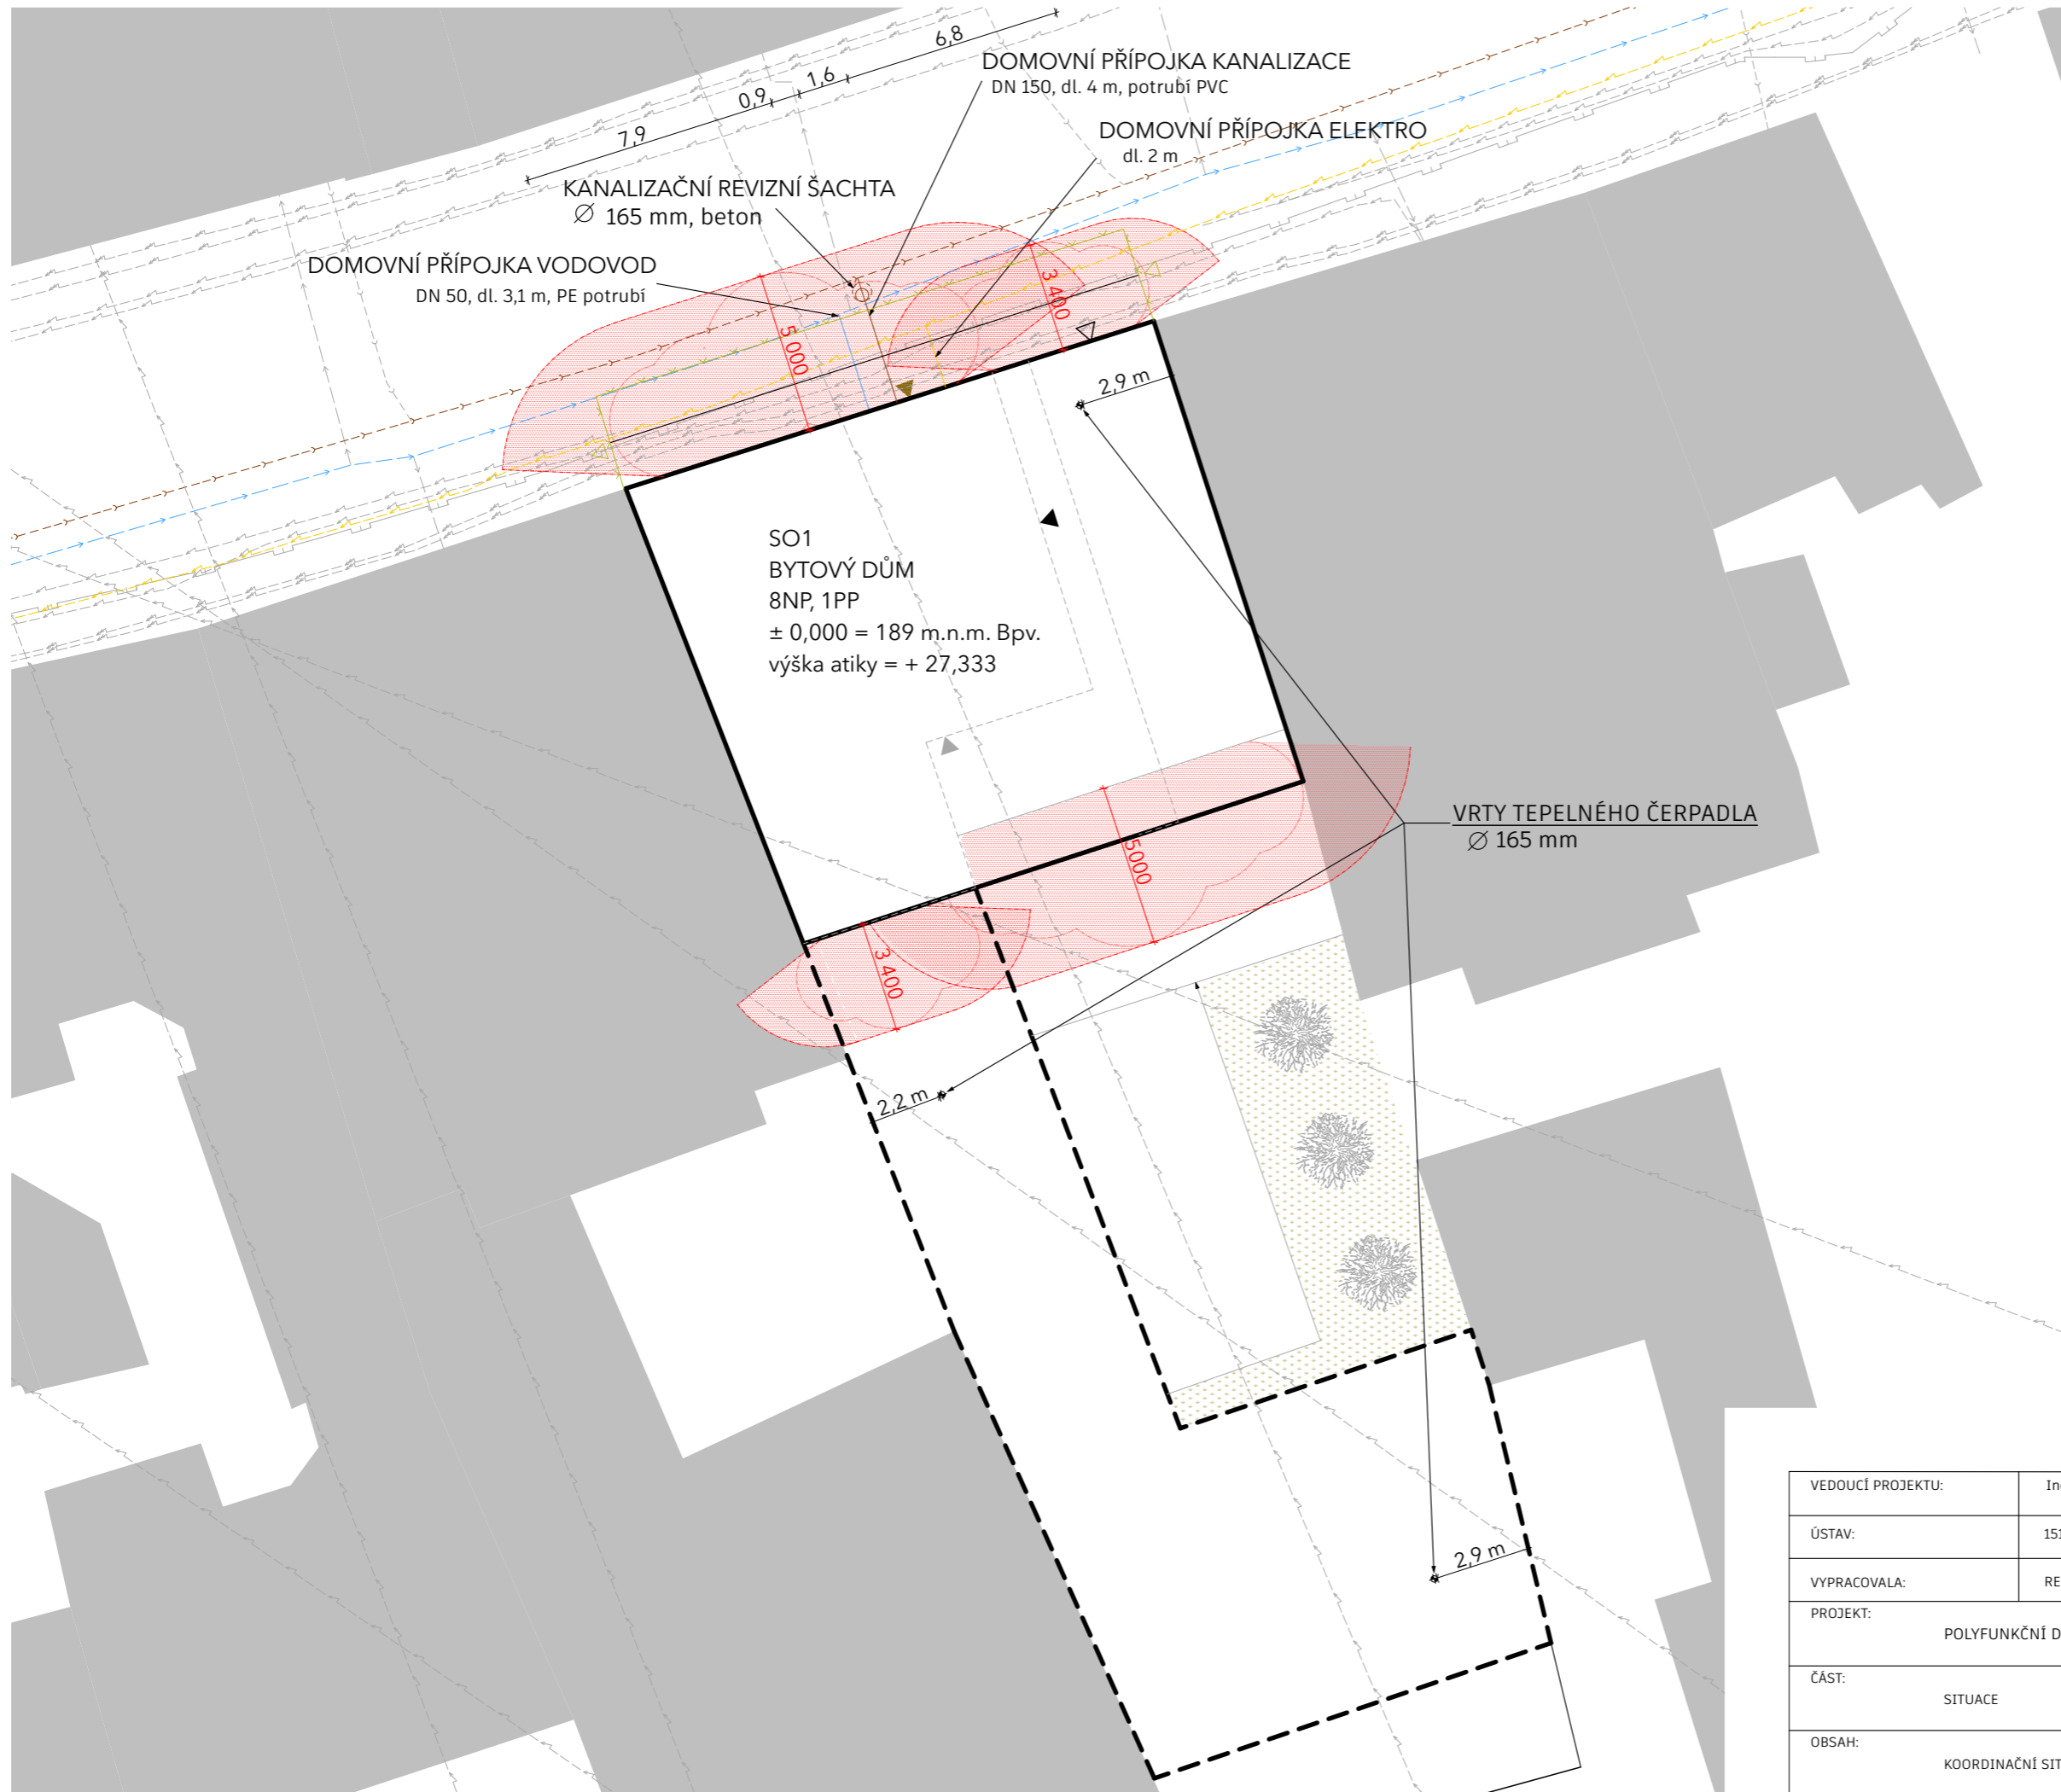 6,8
1,6
0,9
7,9
DOMOVNÍ PŘÍPOJKA KANALIZACE
DN 150, dl. 4 m, potrubí PVC
DOMOVNÍ PŘÍPOJKA ELEKTRO
dl. 2 m
KANALIZAČNÍ REVIZNÍ ŠACHTA
∅ 165 mm, beton
DOMOVNÍ PŘÍPOJKA VODOVOD
DN 50, dl. 3,1 m, PE potrubí
5 000
3 400
2,9 m
SO1
BYTOVÝ DŮM
8NP, 1PP
± 0,000 = 189 m.n.m. Bpv.
výška atiky = + 27,333
VRTY TEPELNÉHO ČERPADLA
∅ 165 mm
5000
3 400
2,2 m
2,9 m
VEDOUCÍ PROJEKTU:
ÚSTAV:
VYPRACOVALA:
PROJEKT:
POLYFUNKČNÍ
ČÁST:
SITUACE
OBSAH:
KOORDINAČNÍ